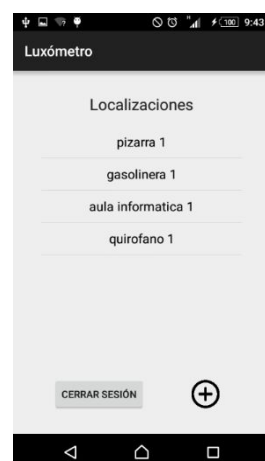 100 9:43
Luxómetro
Localizaciones
pizarra 1
gasolinera 1
aula informatica 1
quirofano 1
CERRAR SESIÓN